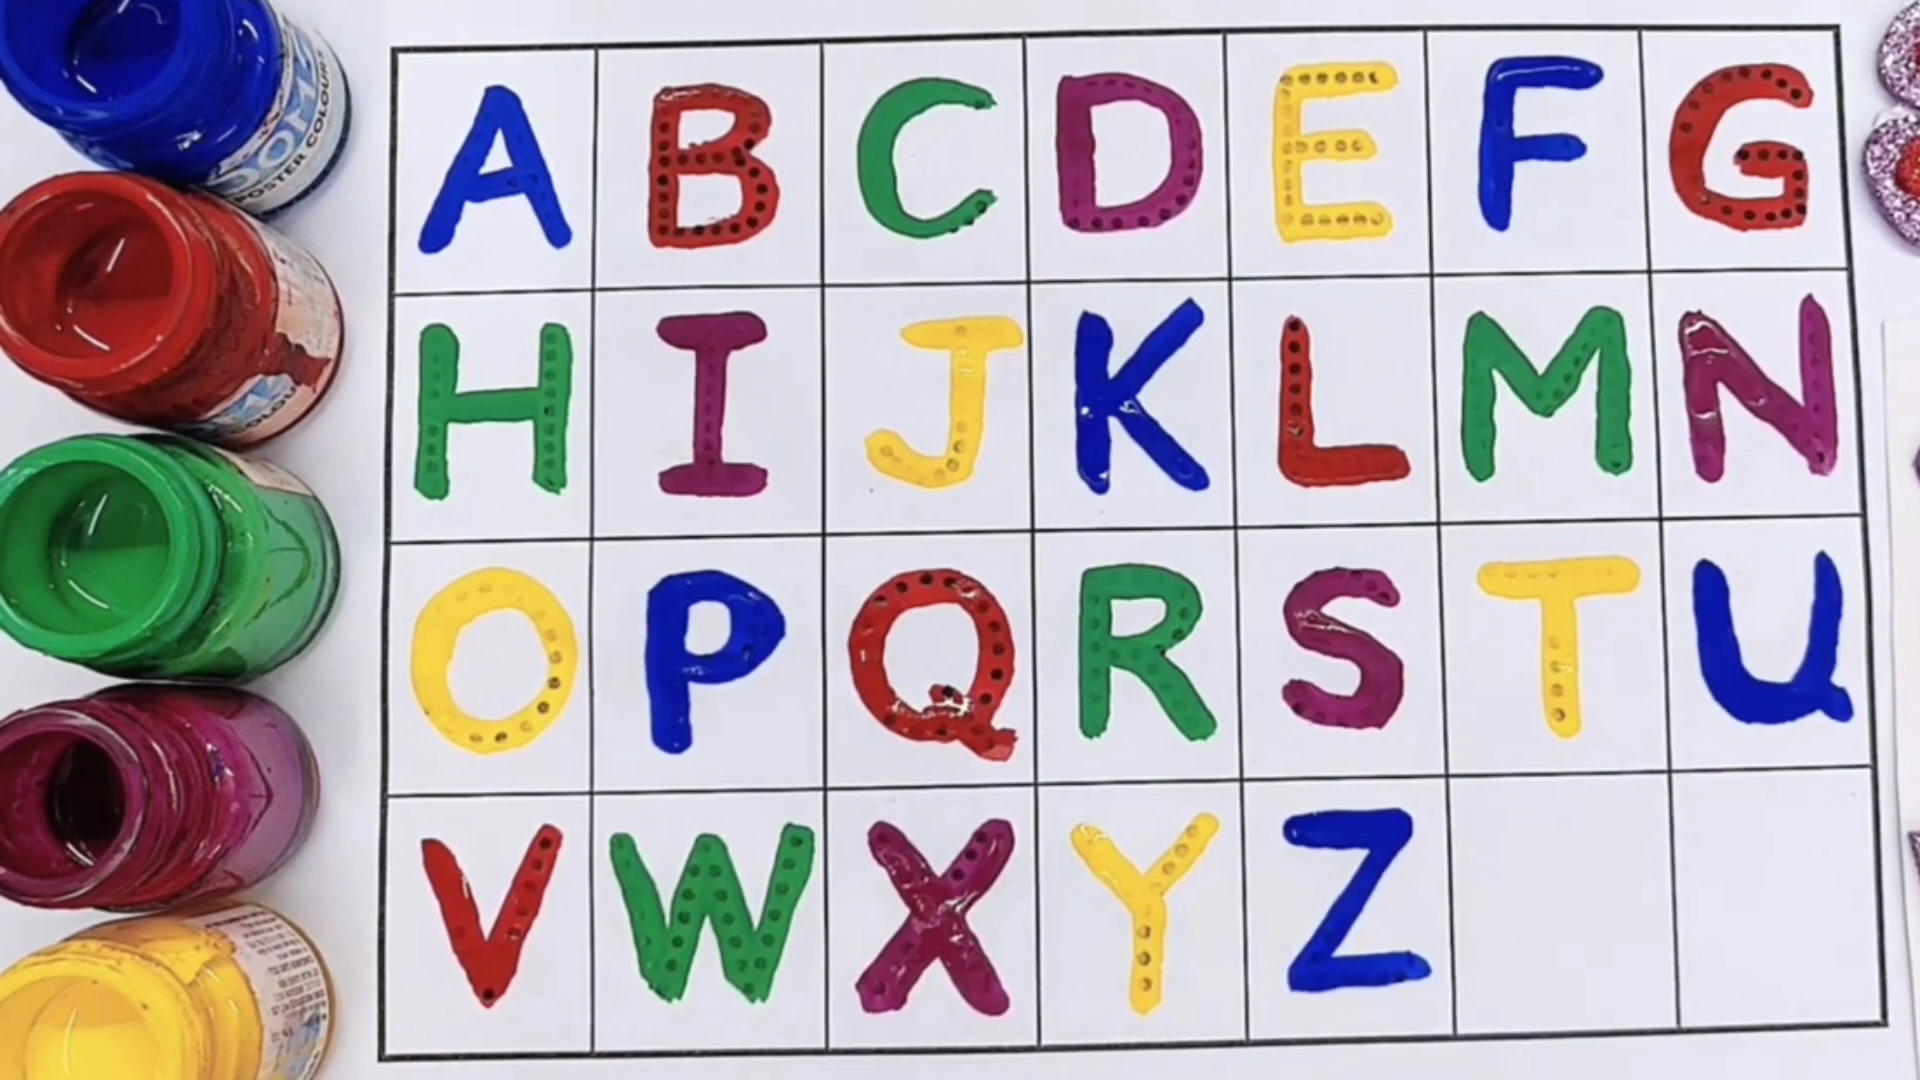 POSTER COLOUR
A B C D E F G
H I J K L M N
O P Q R S T U
V W X Y Z